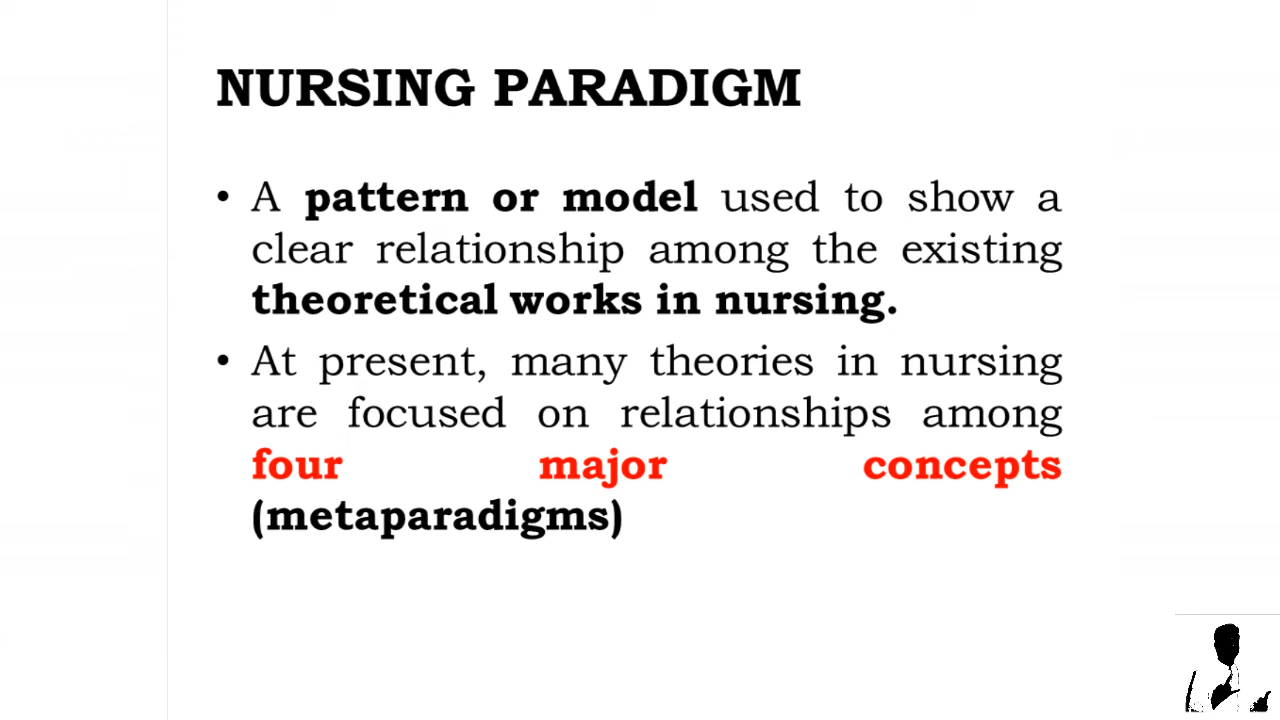 NURSING PARADIGM
• A pattern or model used to show a
clear relationship among the existing
theoretical works in nursing.
• At present, many theories in nursing
are focused on relationships among
four major concepts
(metaparadigms)